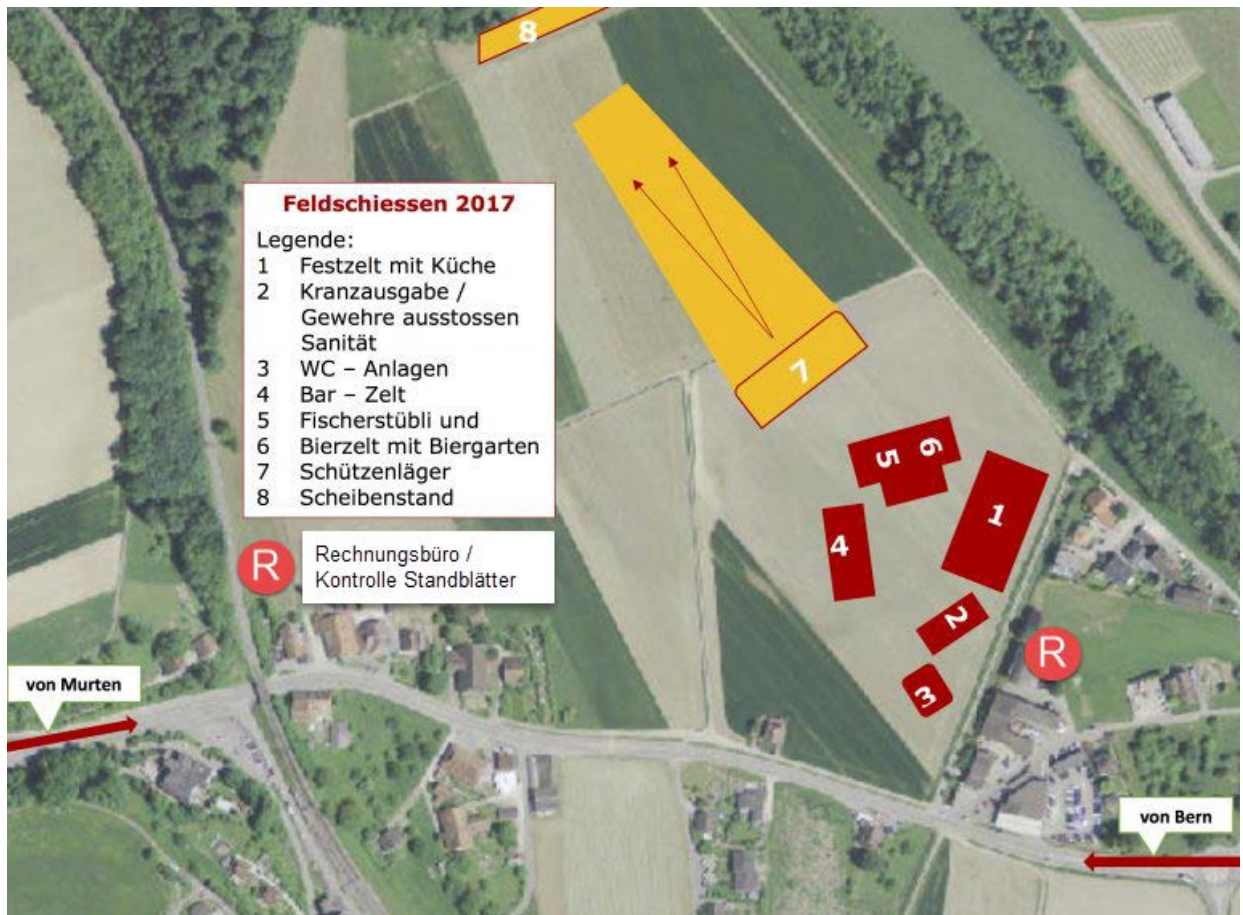 8
Feldschiessen 2017
Legende:
1 Festzelt mit Küche
2 Kranzausgabe /
Gewehre ausstossen
Sanität
3 WC – Anlagen
4 Bar – Zelt
5 Fischerstübli und
6 Bierzelt mit Biergarten
7 Schützenläger
8 Scheibenstand
R
Rechnungsbüro /
Kontrolle Standblätter
7
5
6
1
4
2
R
3
von Murten
von Bern